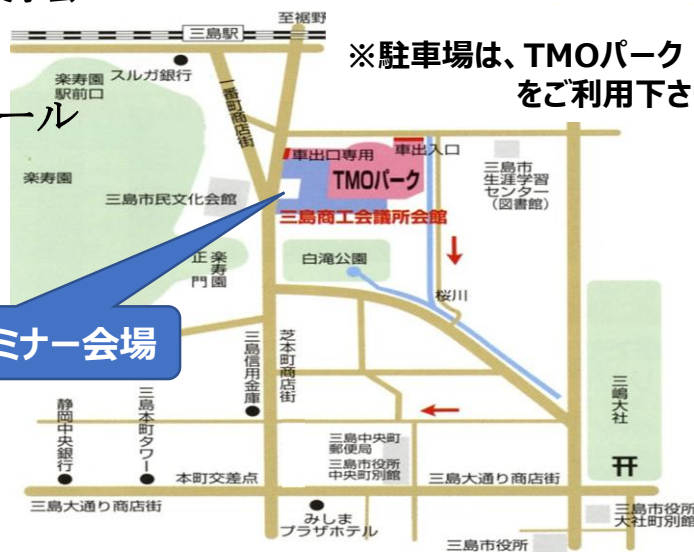 至裾野
三島駅
※駐車場は、TMOパーク
をご利用下さ
スルガ銀行
楽寿園
駅前口
一番町商店街
ール
車出口専用
車出入口
TMOパーク
三島市
生涯学習
センター
(図書館)
楽寿園
三島市民文化会館
三島商工会議所会館
楽寿園
正門
白滝公園
桜川
ミナー会場
三島信用金庫
芝本町商店街
三嶋大社
静岡中央銀行
三島本町タワー
三島中央町
郵便局
三島市役所
中央町別館
本町交差点
三島大通り商店街
三島大通り商店街
みしま
プラザホテル
三島市役所
大社町別館
三島市役所